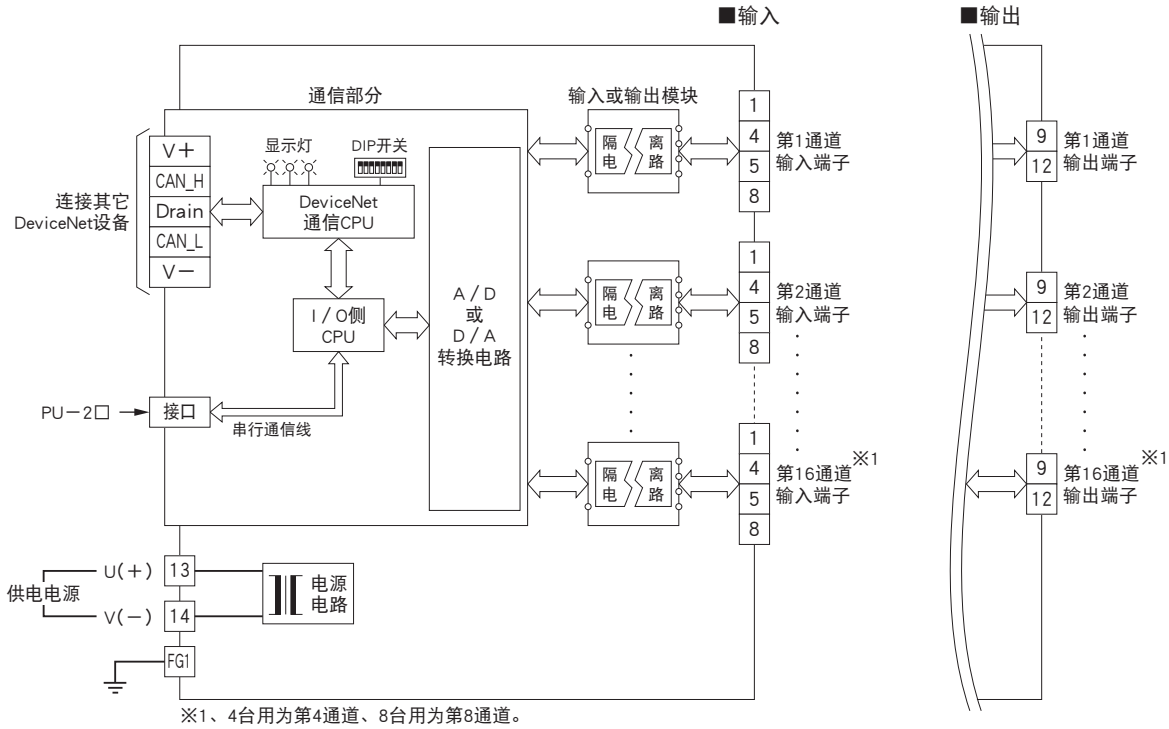 ■输入
■输出
通信部分
输入或输出模块
显示灯
DIP开关
V+
CAN_H
Drain
CAN_L
V−
连接其它
DeviceNet设备
DeviceNet
通信CPU
I/O侧
CPU
A/D
或
D/A
转换电路
PU−2□
接口
串行通信线
隔 离
电 路
1
4
5
8
第1通道
输入端子
9
12
第1通道
输出端子
隔 离
电 路
1
4
5
8
第2通道
输入端子
9
12
第2通道
输出端子
隔 离
电 路
1
4
5
8
第16通道※1
输入端子
9
12
第16通道※1
输出端子
供电电源
U(+)
13
V(−)
14
电源
电路
FG1
※1、4台用为第4通道、8台用为第8通道。